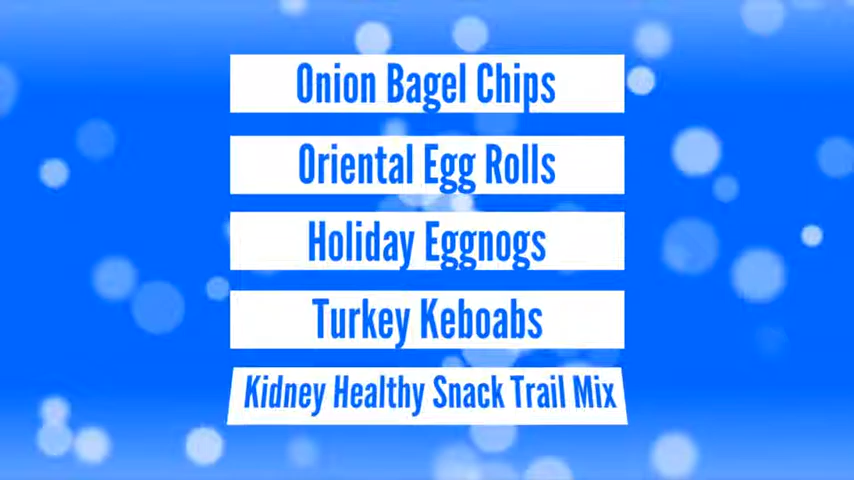 Onion Bagel Chips
Oriental Egg Rolls
Holiday Eggnogs
Turkey Keboabs
Kidney Healthy Snack Trail Mix